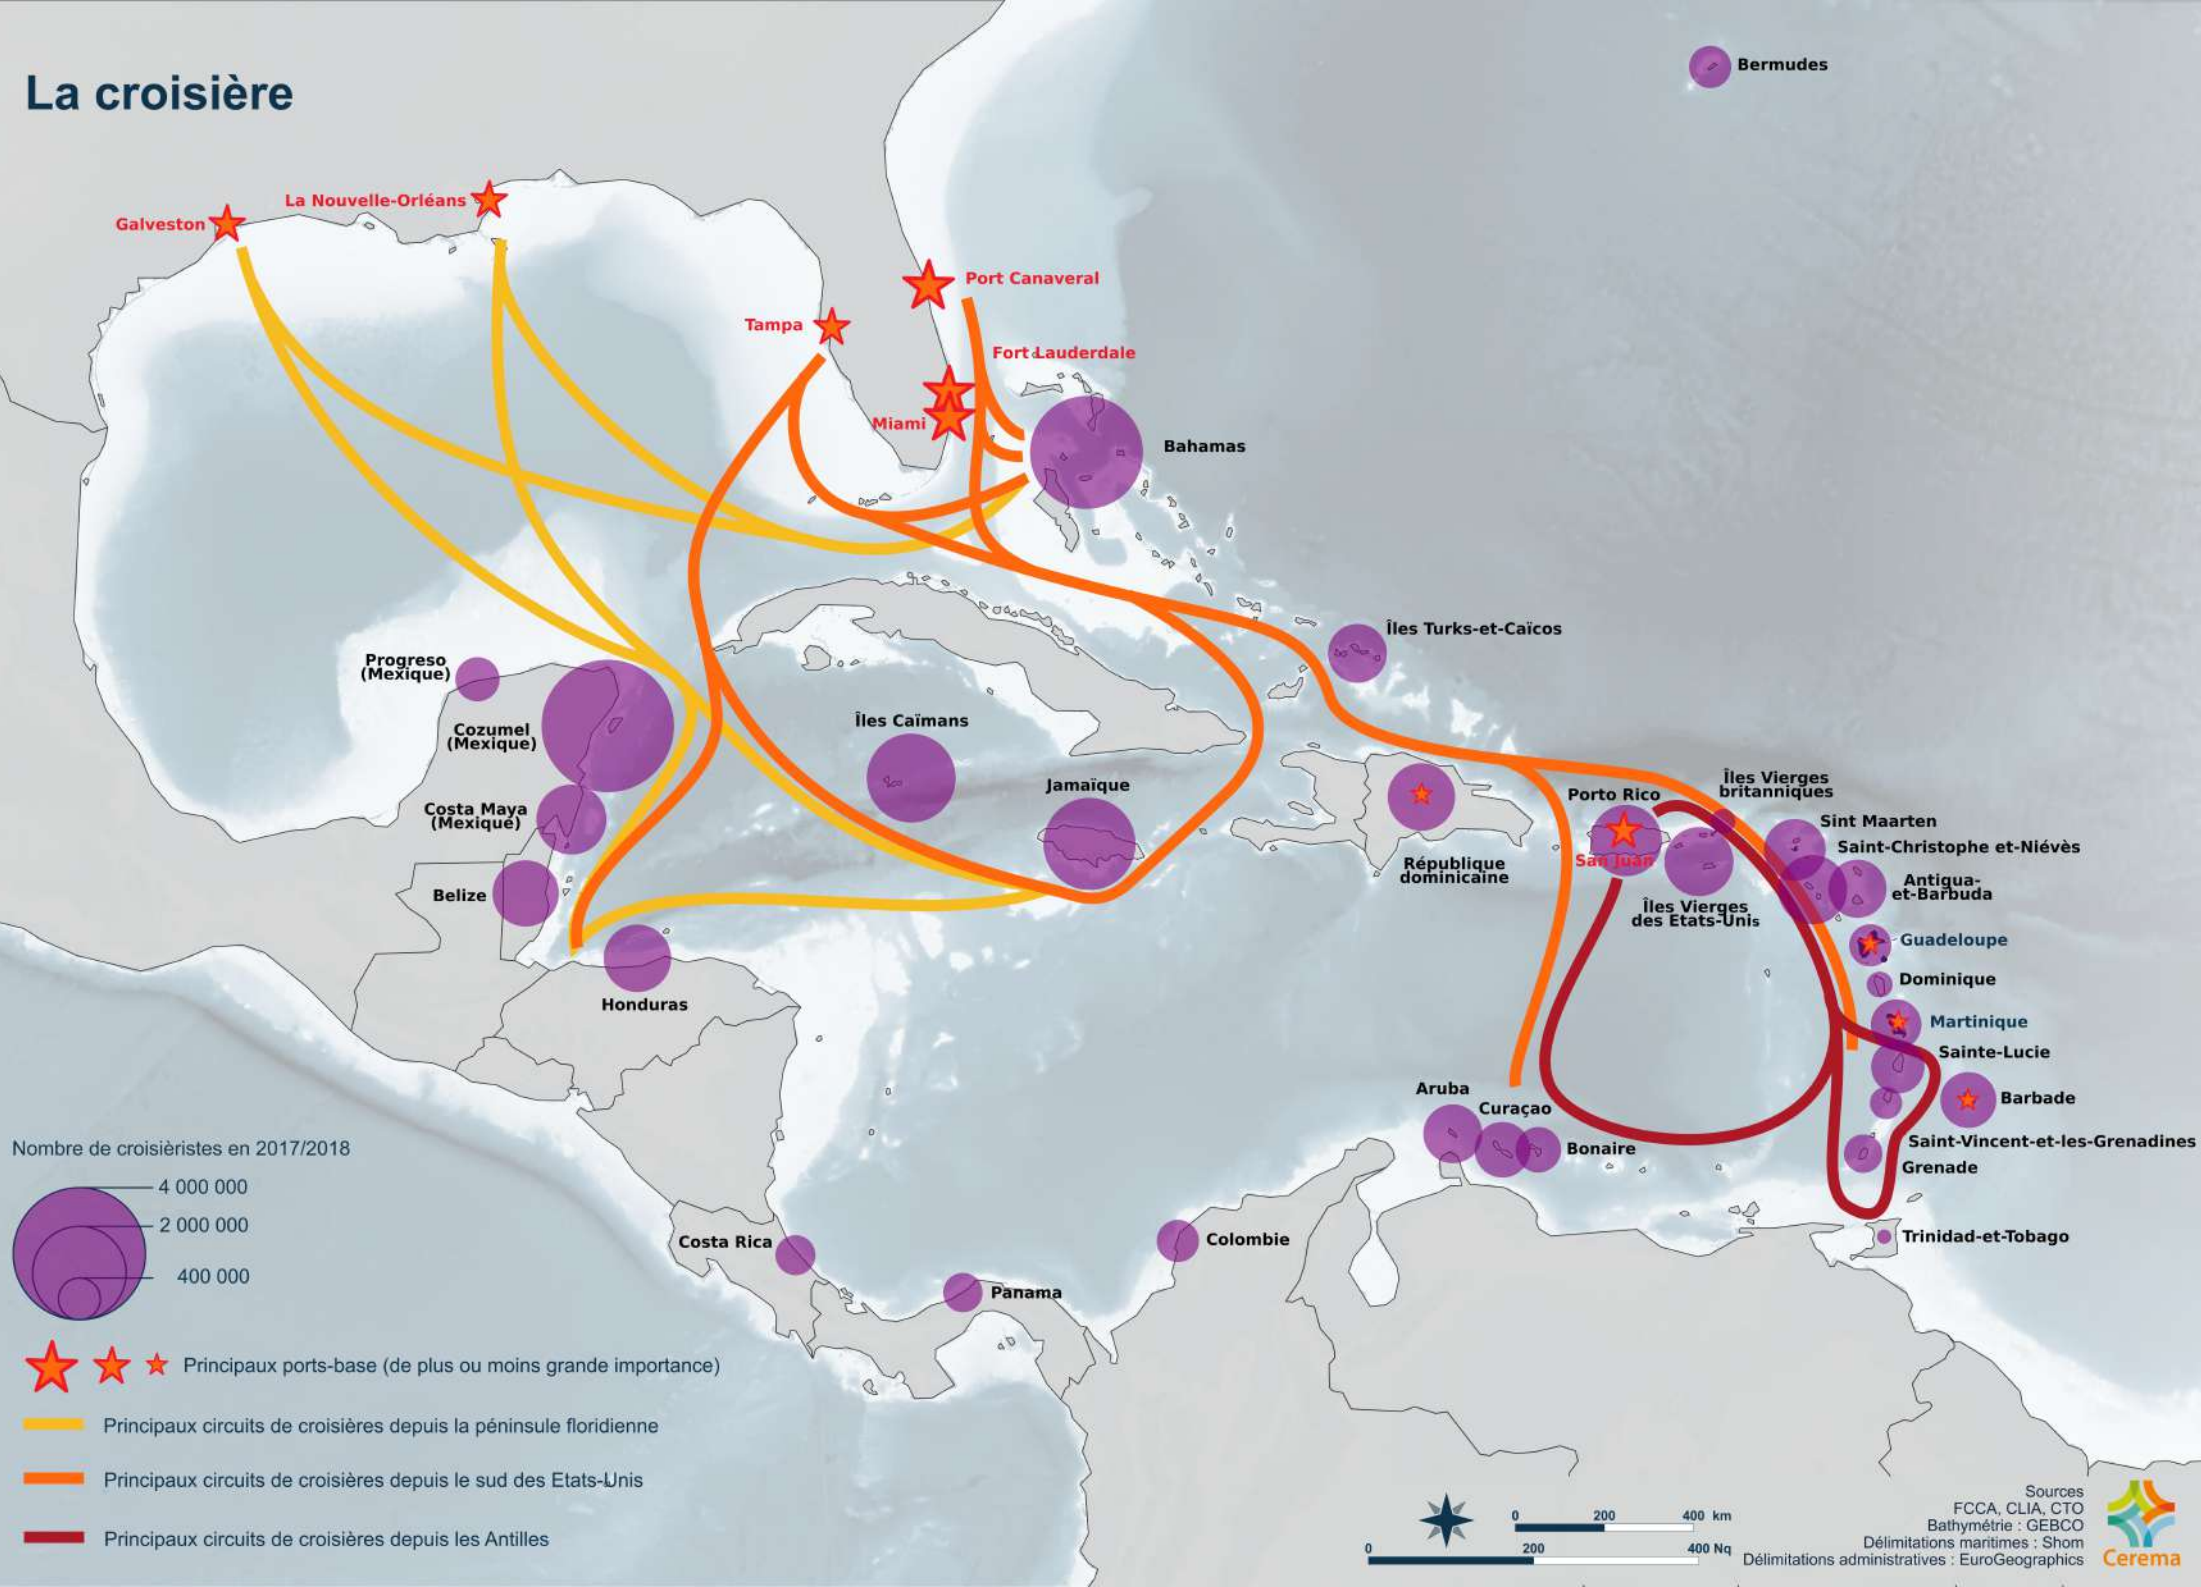 La croisière
Bermudes
La Nouvelle-Orléans
Galveston
Port Canaveral
Tampa
Fort Lauderdale
Miami
Bahamas
Îles Turks-et-Caïcos
Progreso
(Mexique)
Cozumel
(Mexique)
Îles Caïmans
Jamaïque
Costa Maya
(Mexique)
Belize
Honduras
République
dominicaine
Porto Rico
San Juan
Îles Vierges
britanniques
Sint Maarten
Saint-Christophe et-Niévès
Antigua-
et-Barbuda
Îles Vierges
des Etats-Unis
Guadeloupe
Dominique
Martinique
Sainte-Lucie
Barbade
Aruba
Curaçao
Bonaire
Saint-Vincent-et-les-Grenadines
Grenade
Trinidad-et-Tobago
Costa Rica
Panama
Colombie
Nombre de croisièristes en 2017/2018
4 000 000
2 000 000
400 000
Principaux ports-base (de plus ou moins grande importance)
Principaux circuits de croisières depuis la péninsule floridienne
Principaux circuits de croisières depuis le sud des Etats-Unis
Principaux circuits de croisières depuis les Antilles
0 200 400 km
0 200 400 Nq
Sources
FCCA, CLIA, CTO
Bathymétrie : GEBCO
Délimitations maritimes : Shom
Délimitations administratives : EuroGeographics
Cerema